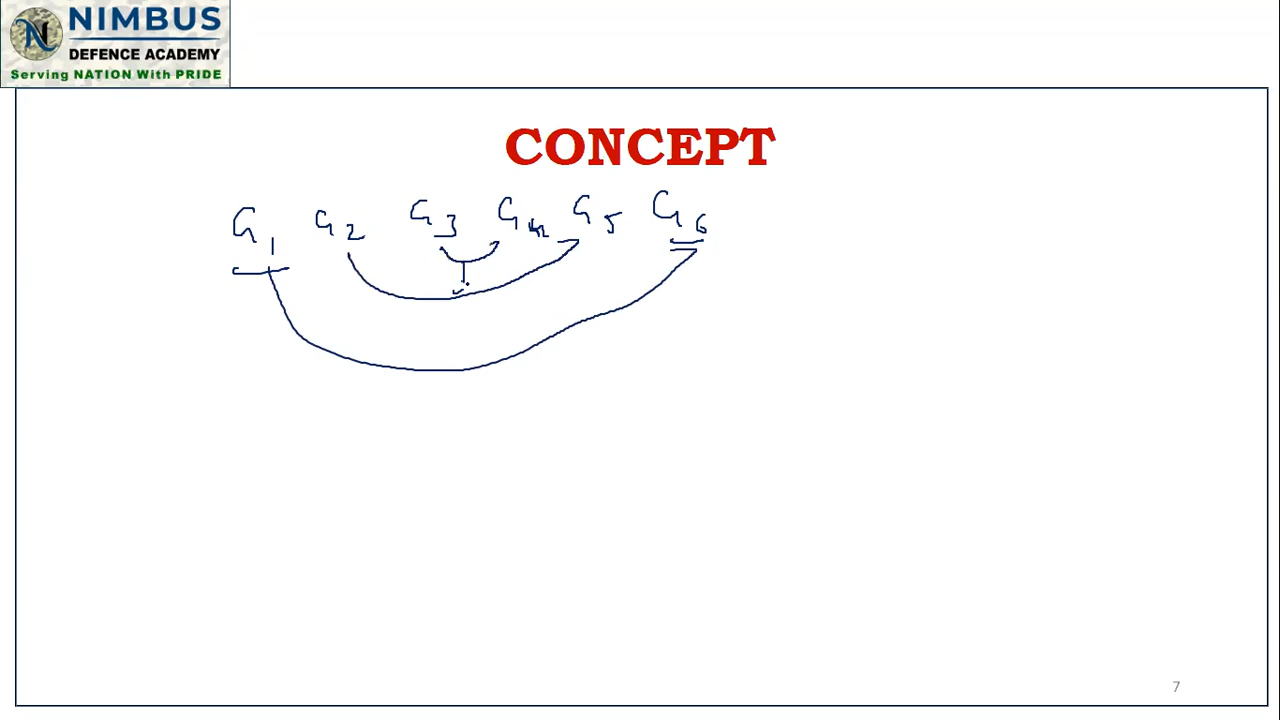 NIMBUS
DEFENCE ACADEMY
Serving NATION With PRIDE
CONCEPT
G1 G2 G3 G4 G5 G6
7